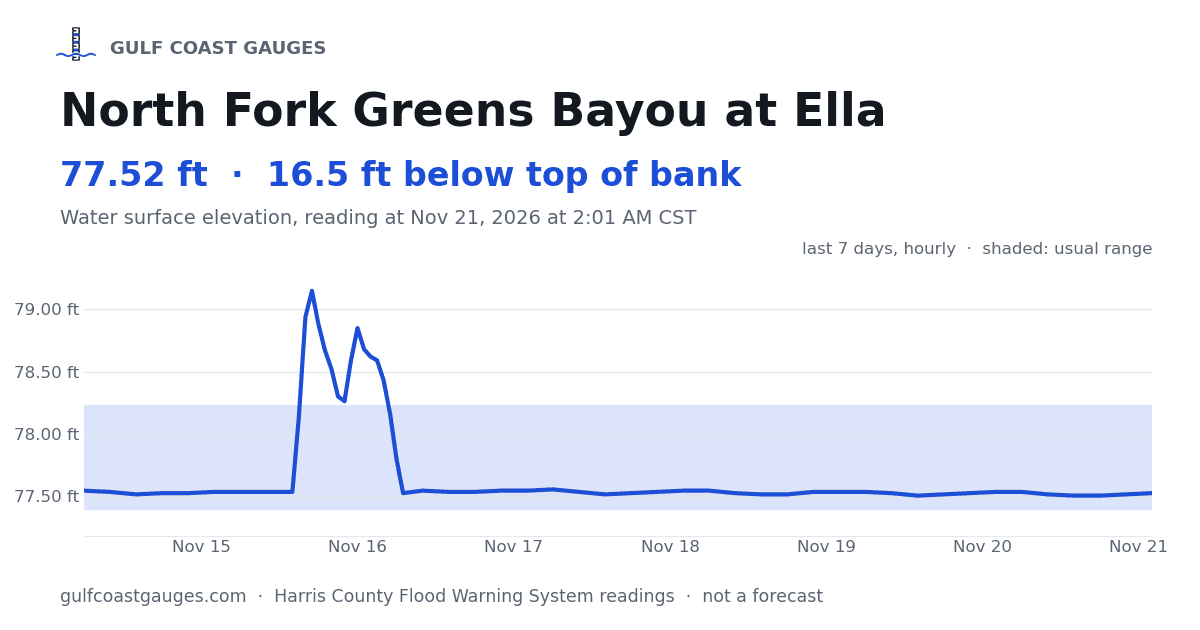 GULF COAST GAUGES
North Fork Greens Bayou at Ella
77.52 ft · 16.5 ft below top of bank
Water surface elevation, reading at Nov 21, 2026 at 2:01 AM CST
last 7 days, hourly · shaded: usual range
79.00 ft
78.50 ft
78.00 ft
77.50 ft
Nov 15 Nov 16 Nov 17 Nov 18 Nov 19 Nov 20 Nov 21
gulfcoastgauges.com · Harris County Flood Warning System readings · not a forecast